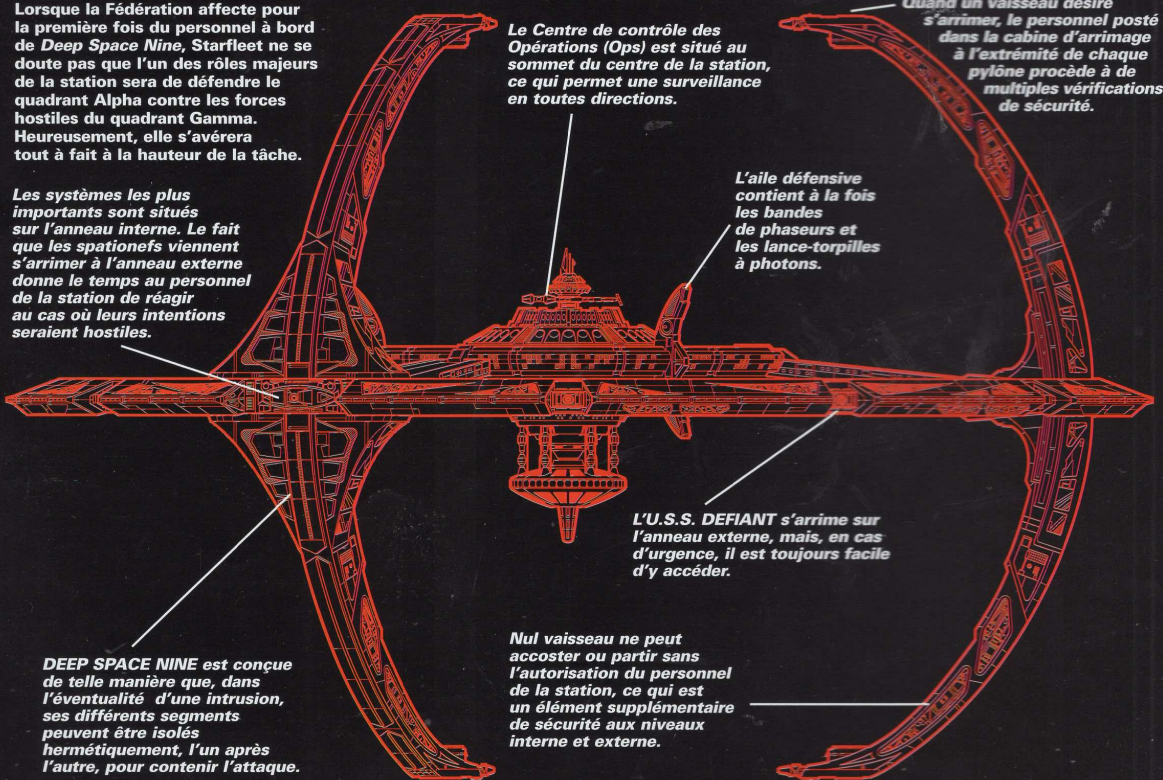 Lorsque la Fédération affecte pour
la première fois du personnel à bord
de Deep Space Nine, Starfleet ne se
doute pas que l'un des rôles majeurs
de la station sera de défendre le
quadrant Alpha contre les forces
hostiles du quadrant Gamma.
Heureusement, elle s'avérera
tout à fait à la hauteur de la tâche.
Les systèmes les plus
importants sont situés
sur l'anneau interne. Le fait
que les spationefs viennent
s'arrimer à l'anneau externe
donne le temps au personnel
de la station de réagir
au cas où leurs intentions
seraient hostiles.
Le Centre de contrôle des
Opérations (Ops) est situé au
sommet du centre de la station,
ce qui permet une surveillance
en toutes directions.
Quand un vaisseau désire
s'arrimer, le personnel posté
dans la cabine d'arrimage
à l'extrémité de chaque
pylône procède à de
multiples vérifications
de sécurité.
L'aile défensive
contient à la fois
les bandes
de phaseurs et
les lance-torpilles
à photons.
L'U.S.S. DEFIANT s'arrime sur
l'anneau externe, mais, en cas
d'urgence, il est toujours facile
d'y accéder.
DEEP SPACE NINE est conçue
de telle manière que, dans
l'éventualité d'une intrusion,
ses différents segments
peuvent être isolés
hermétiquement, l'un après
l'autre, pour contenir l'attaque.
Nul vaisseau ne peut
accoster ou partir sans
l'autorisation du personnel
de la station, ce qui est
un élément supplémentaire
de sécurité aux niveaux
interne et externe.